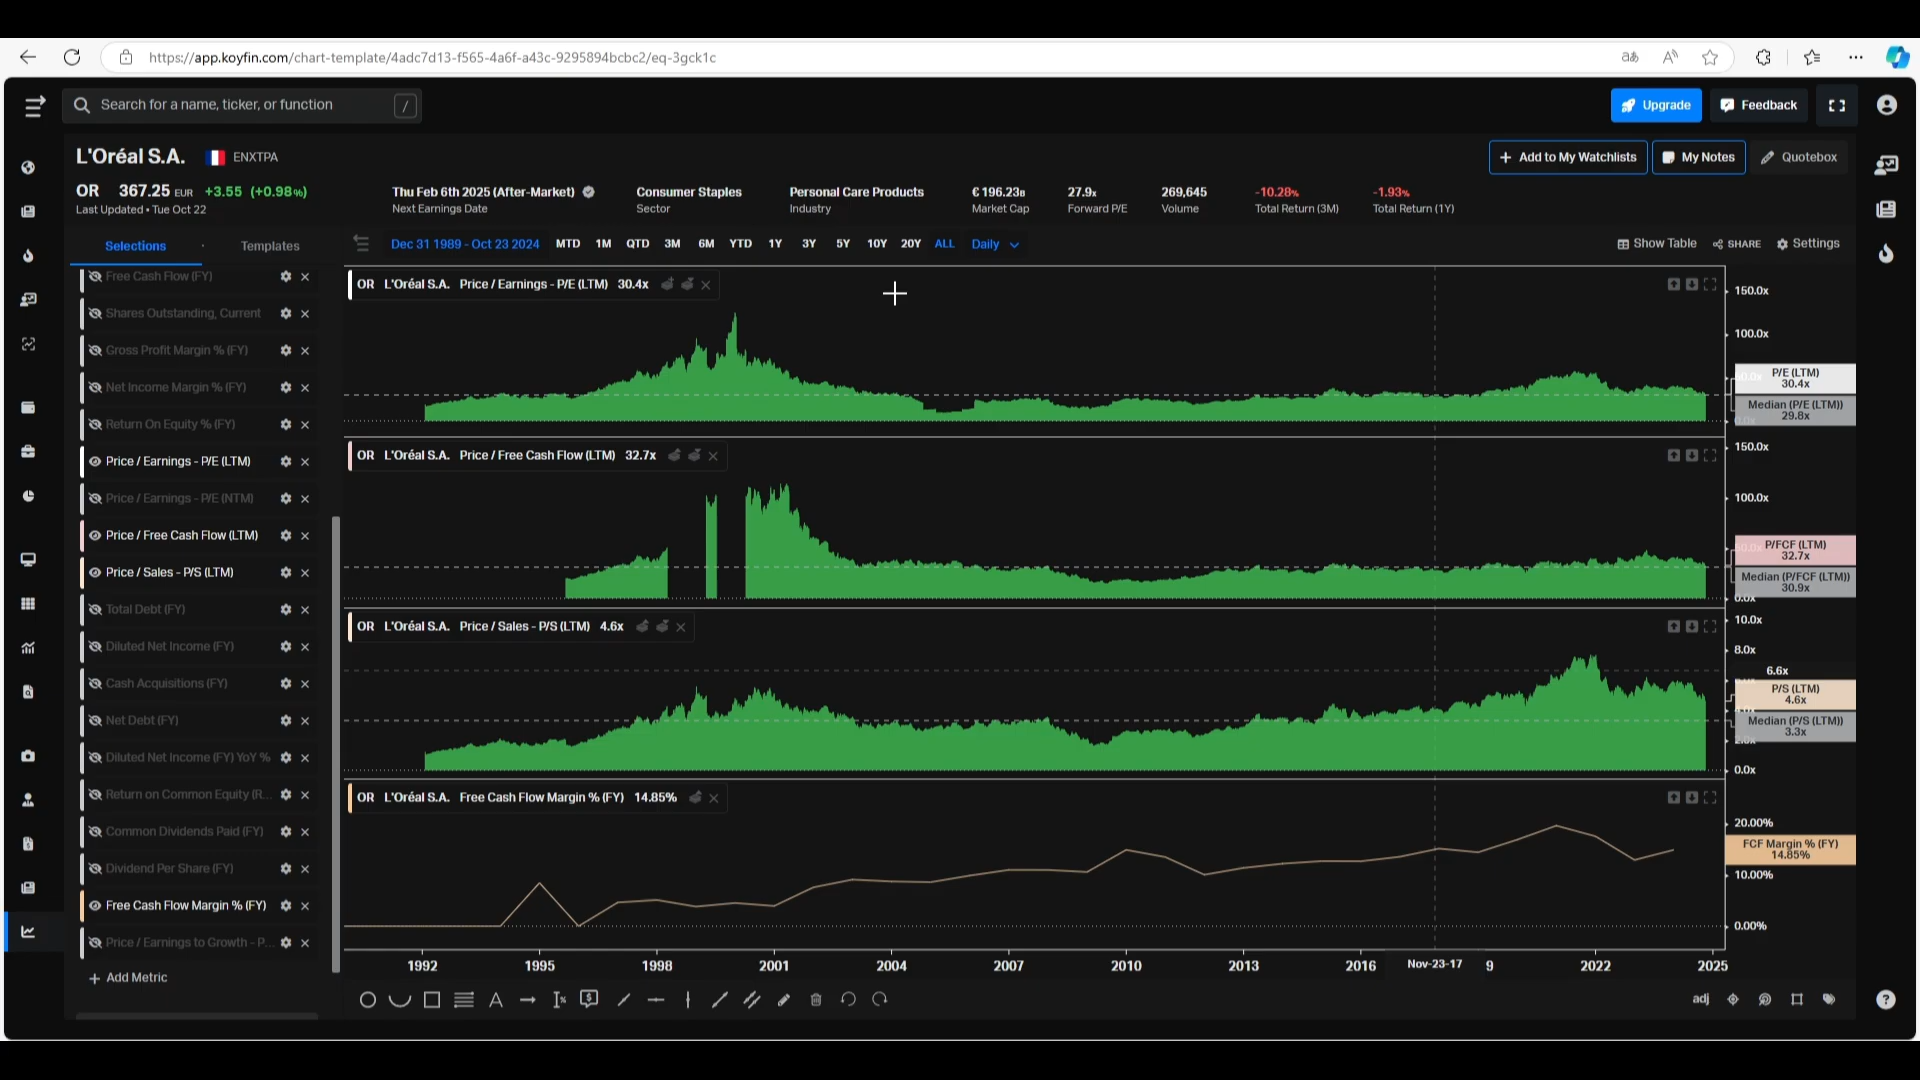 https://app.koyfin.com/chart-template/4adc7d13-f565-4a6f-a43c-9295894bcbc2/eq-3gck1c
Search for a name, ticker, or function /
Upgrade Feedback
L'Oréal S.A. ENXTPA
+ Add to My Watchlists My Notes Quotebox
OR 367.25 EUR +3.55 (+0.98%)
Last Updated • Tue Oct 22
Thu Feb 6th 2025 (After-Market)
Next Earnings Date
Consumer Staples
Sector
Personal Care Products
Industry
€ 196.23B
Market Cap
27.9x
Forward P/E
269,645
Volume
-10.28%
Total Return (3M)
-1.93%
Total Return (1Y)
Selections Templates
Dec 31 1989 - Oct 23 2024 MTD 1M QTD 3M 6M YTD 1Y 3Y 5Y 10Y 20Y ALL Daily
Show Table SHARE Settings
Free Cash Flow (FY)
Shares Outstanding, Current
Gross Profit Margin % (FY)
Net Income Margin % (FY)
Return On Equity % (FY)
Price / Earnings - P/E (LTM)
Price / Earnings - P/E (NTM)
Price / Free Cash Flow (LTM)
Price / Sales - P/S (LTM)
Total Debt (FY)
Diluted Net Income (FY)
Cash Acquisitions (FY)
Net Debt (FY)
Diluted Net Income (FY) YoY %
Return on Common Equity (R...
Common Dividends Paid (FY)
Dividend Per Share (FY)
Free Cash Flow Margin % (FY)
Price / Earnings to Growth - P...
+ Add Metric
OR L'Oréal S.A. Price / Earnings - P/E (LTM) 30.4x
150.0x
100.0x
P/E (LTM)
30.4x
Median (P/E (LTM))
29.8x
OR L'Oréal S.A. Price / Free Cash Flow (LTM) 32.7x
150.0x
100.0x
P/FCF (LTM)
32.7x
Median (P/FCF (LTM))
30.9x
0.0x
OR L'Oréal S.A. Price / Sales - P/S (LTM) 4.6x
10.0x
8.0x
6.6x
P/S (LTM)
4.6x
Median (P/S (LTM))
3.3x
0.0x
OR L'Oréal S.A. Free Cash Flow Margin % (FY) 14.85%
20.00%
FCF Margin % (FY)
14.85%
10.00%
0.00%
1992 1995 1998 2001 2004 2007 2010 2013 2016 Nov-23-17 9 2022 2025
adj